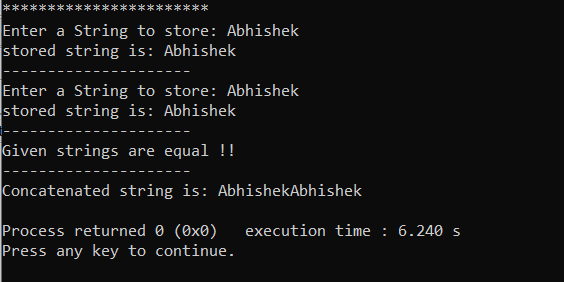 ***********************
Enter a String to store: Abhishek
stored string is: Abhishek
---------------------
Enter a String to store: Abhishek
stored string is: Abhishek
---------------------
Given strings are equal !!
---------------------
Concatenated string is: AbhishekAbhishek
Process returned 0 (0x0)   execution time : 6.240 s
Press any key to continue.